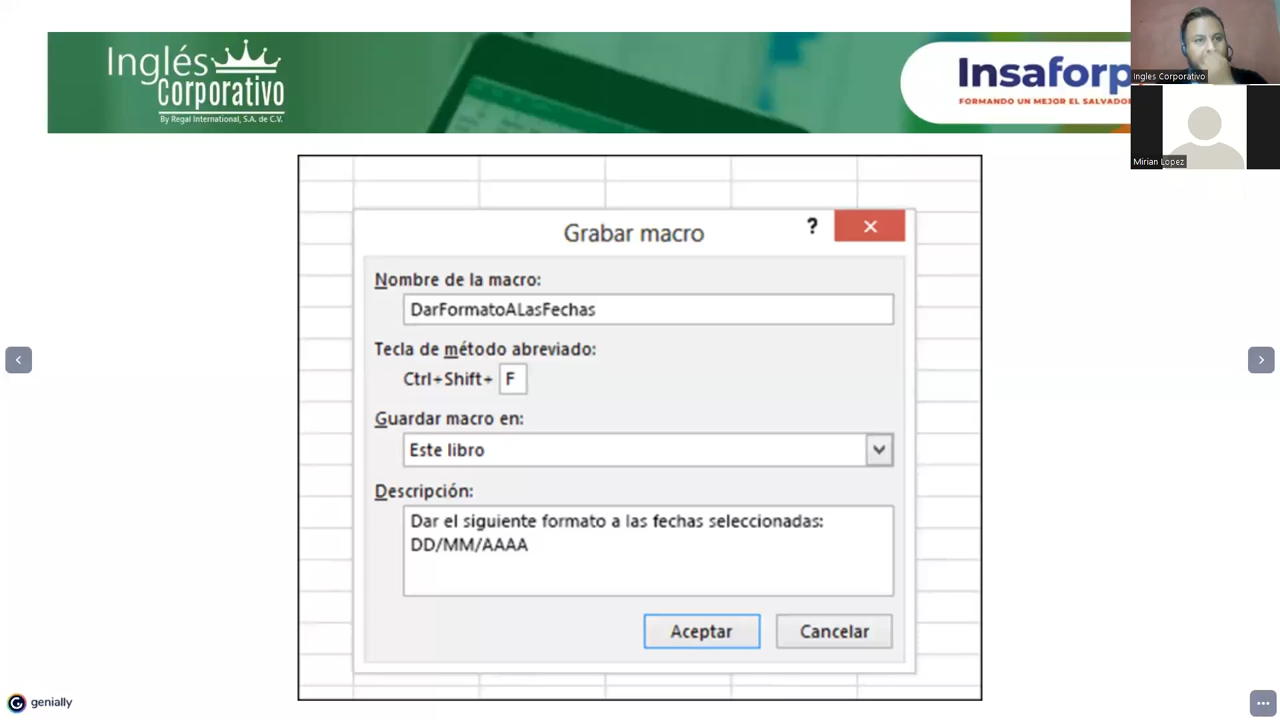 Inglés
Corporativo
By Regal International, S.A. de C.V.
Insaforp
FORMANDO UN MEJOR EL SALVADOR
Ingles Corporativo
Mirian Lopez
Grabar macro
?
Nombre de la macro:
DarFormatoALasFechas
Tecla de método abreviado:
Ctrl+Shift+ F
Guardar macro en:
Este libro
Descripción:
Dar el siguiente formato a las fechas seleccionadas:
DD/MM/AAAA
Aceptar Cancelar
genially